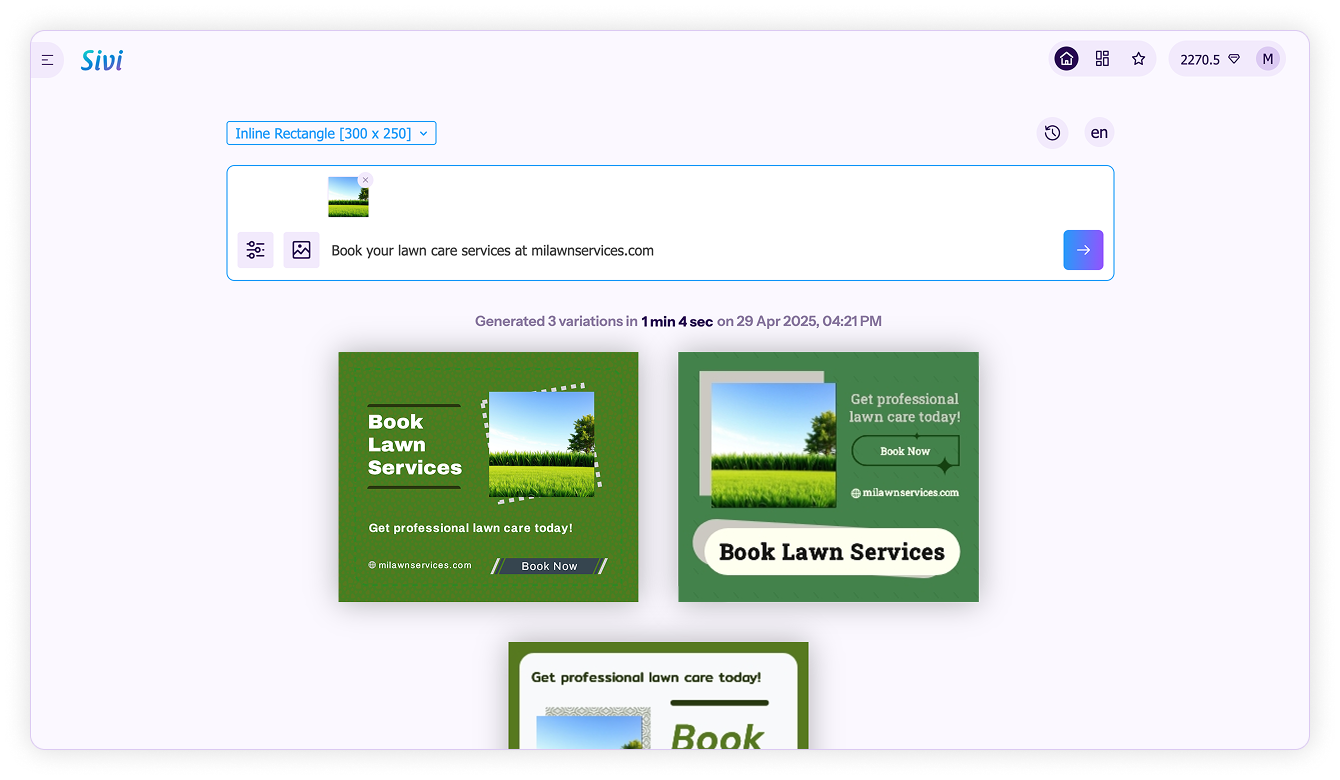 Sivi
2270.5
M
Inline Rectangle [300 x 250]
en
Book your lawn care services at milawnservices.com
Generated 3 variations in 1 min 4 sec on 29 Apr 2025, 04:21 PM
Book
Lawn
Services
Get professional lawn care today!
milawnservices.com
Book Now
Get professional
lawn care today!
Book Now
milawnservices.com
Book Lawn Services
Get professional lawn care today!
Book